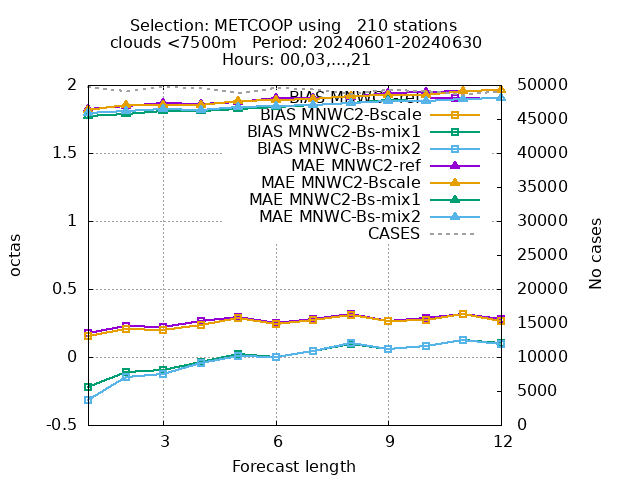 Selection: METCOOP using 210 stations
clouds <7500m Period: 20240601-20240630
Hours: 00,03,...,21
2
1.5
1
0.5
0
-0.5
50000
45000
40000
35000
30000
25000
20000
15000
10000
5000
0
3
6
9
12
octas
No cases
Forecast length
BIAS MNWC2-ref
BIAS MNWC2-Bscale
BIAS MNWC2-Bs-mix1
BIAS MNWC-Bs-mix2
MAE MNWC2-ref
MAE MNWC2-Bscale
MAE MNWC2-Bs-mix1
MAE MNWC-Bs-mix2
CASES